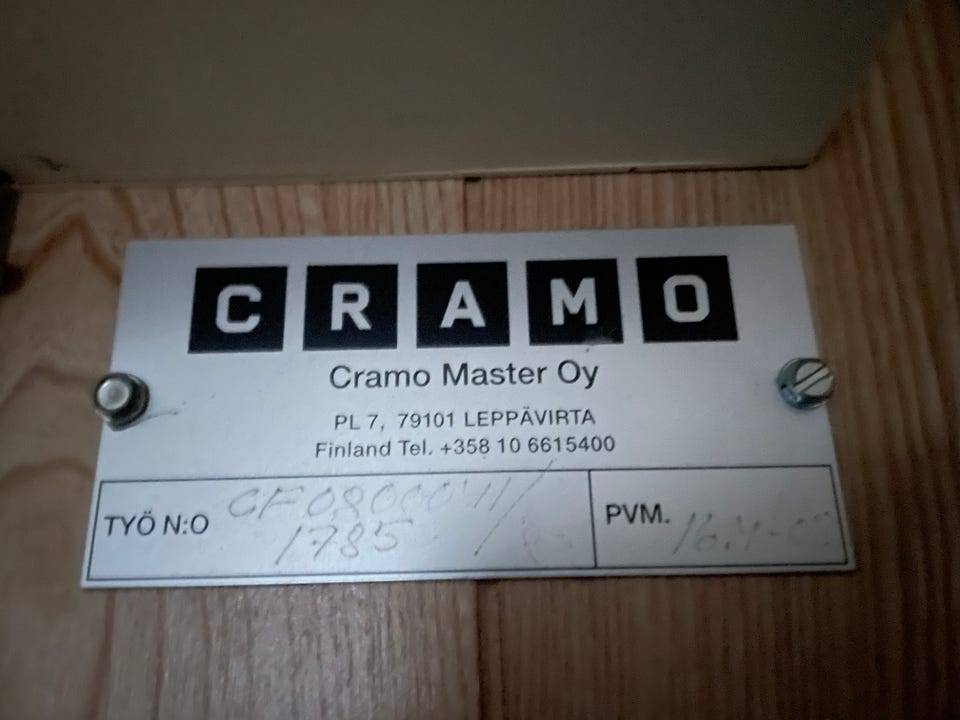 CRAMO
Cramo Master Oy
PL 7, 79101 LEPPÄVIRTA
Finland Tel. +358 10 6615400
TYÖ N:O
1785
PVM.